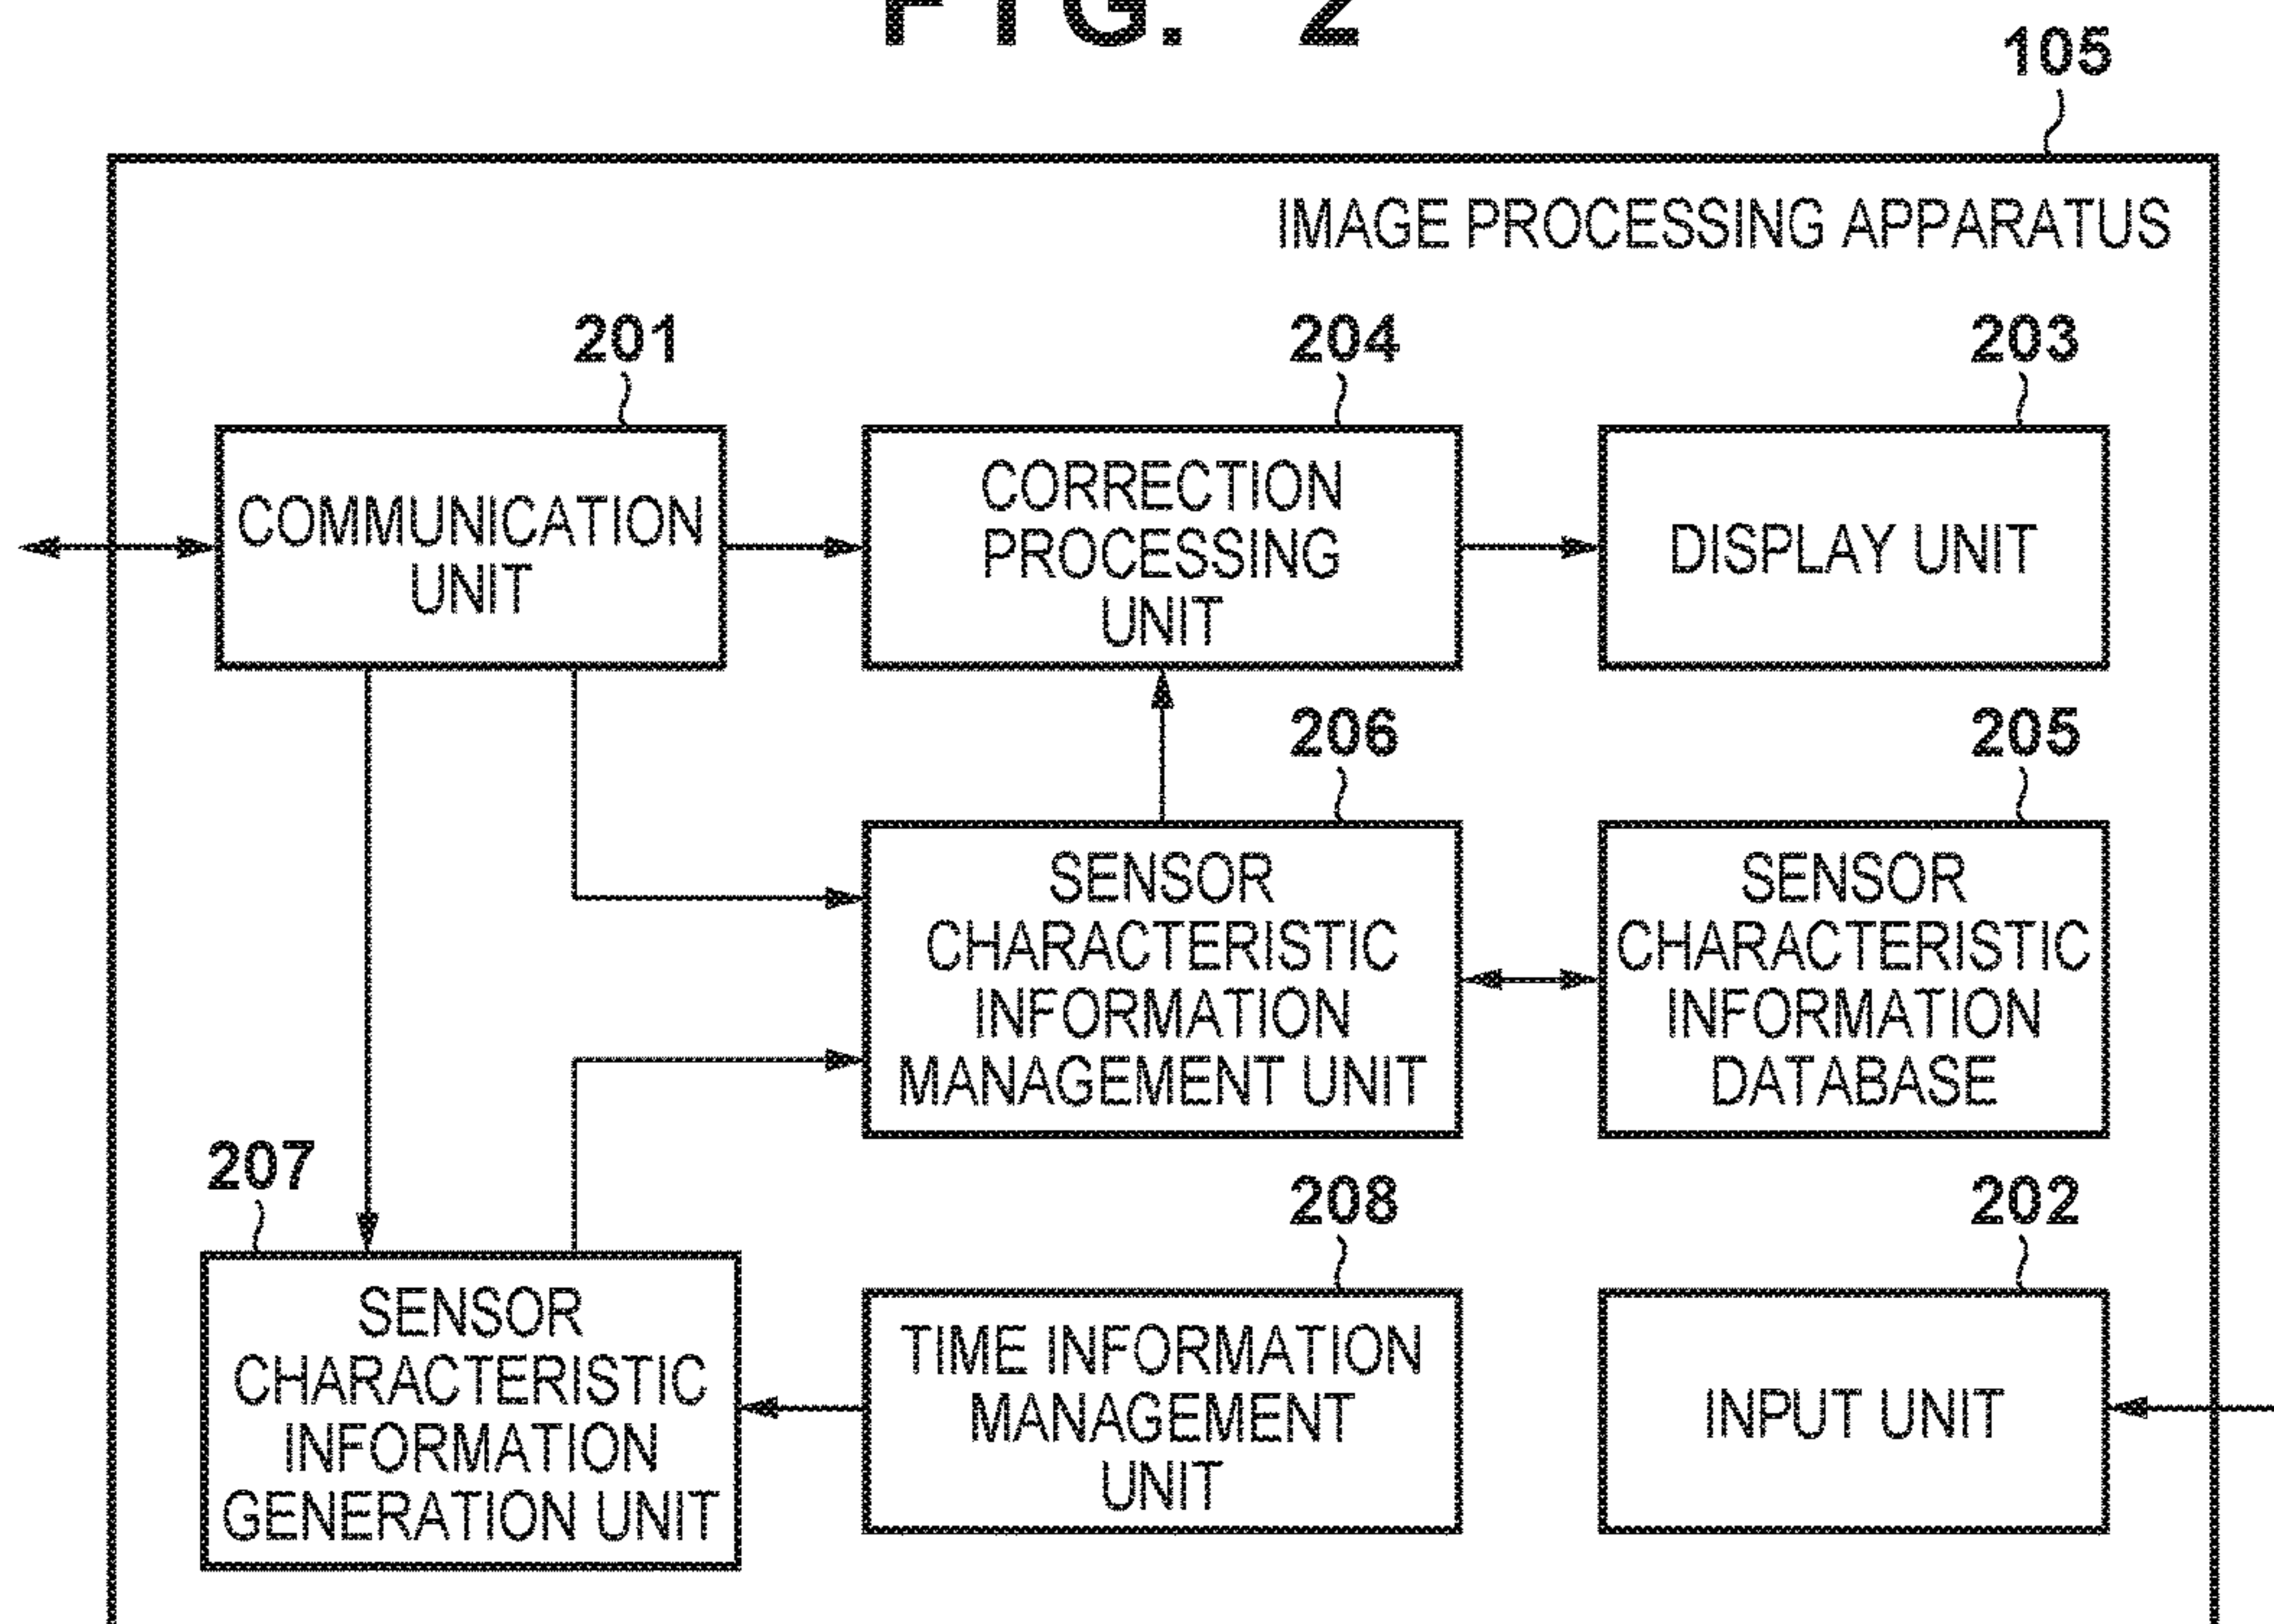 FIG. 2
105
IMAGE PROCESSING APPARATUS
201
204
203
COMMUNICATION
UNIT
CORRECTION
PROCESSING
UNIT
DISPLAY UNIT
206
205
SENSOR
CHARACTERISTIC
INFORMATION
MANAGEMENT UNIT
SENSOR
CHARACTERISTIC
INFORMATION
DATABASE
207
208
202
SENSOR
CHARACTERISTIC
INFORMATION
GENERATION UNIT
TIME INFORMATION
MANAGEMENT
UNIT
INPUT UNIT